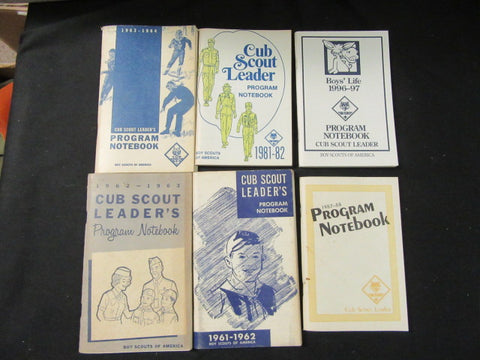 1963-1964
CUB SCOUT LEADER'S
PROGRAM
NOTEBOOK
BOY SCOUTS OF AMERICA
Cub Scout
Leader
PROGRAM
NOTEBOOK
BOY SCOUTS
OF AMERICA
1981-82
Boys' Life
1996-97
PROGRAM
NOTEBOOK
CUB SCOUT LEADER
BOY SCOUTS OF AMERICA
1962-1963
CUB SCOUT
LEADER'S
Program Notebook
BOY SCOUTS OF AMERICA
CUB SCOUT
LEADER'S
PROGRAM
NOTEBOOK
1961-1962
BOY SCOUTS OF AMERICA
PROGRAM
NOTEBOOK
Cub Scout Leader